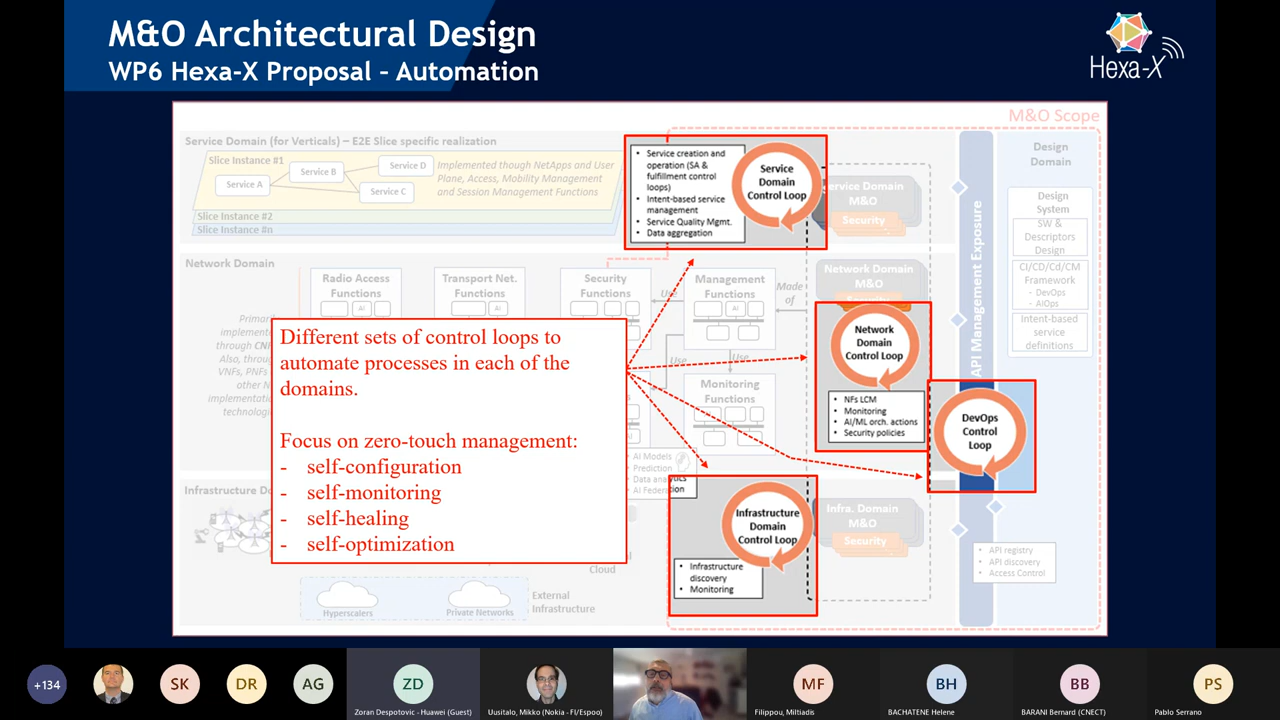 M&O Architectural Design
WP6 Hexa-X Proposal – Automation
Hexa-X
M&O Scope
Service Domain (for Verticals) – E2E Slice specific realization
Slice Instance #1
Service A
Service B
Service D
Service C
Implemented though NetApps and User
Plane, Access, Mobility Management
and Session Management Functions
Slice Instance #2
Slice Instance #n
• Service creation and
operation (SA &
fulfillment control
loops)
• Intent-based service
management
• Service Quality Mgmt.
• Data aggregation
Service
Domain
Control Loop
Service Domain
M&O
Security
Network Domain
Radio Access
Functions
AI
Transport Net.
Functions
AI
Security
Functions
Management
Functions
AI
Use
Made
of
Use
Use
Monitoring
Functions
Network Domain
M&O
Security
Network
Domain
Control Loop
• NFs LCM
• Monitoring
• AI/ML orch. actions
• Security policies
Different sets of control loops to
automate processes in each of the
domains.
Focus on zero-touch management:
- self-configuration
- self-monitoring
- self-healing
- self-optimization
AI Models
Prediction
Infrastructure
Infrastructure
Domain
Control Loop
• Infrastructure
discovery
• Monitoring
Infra. Domain
M&O
Security
Cloud
Hyperscalers
Private Networks
External
Infrastructure
API Management Exposure
DevOps
Control
Loop
Design
Domain
Design
System
SW &
Descriptors
Design
CI/CD/Cd/CM
Framework
- DevOps
- AIOps
Intent-based
service
definitions
• API registry
• API discovery
• Access Control
+134
SK
DR
AG
ZD
Zoran Despotovic - Huawei (Guest)
Uusitalo, Mikko (Nokia - FI/Espoo)
MF
Filippou, Miltiadis
BH
BACHATENE Helene
BB
BARANI Bernard (CNECT)
PS
Pablo Serrano